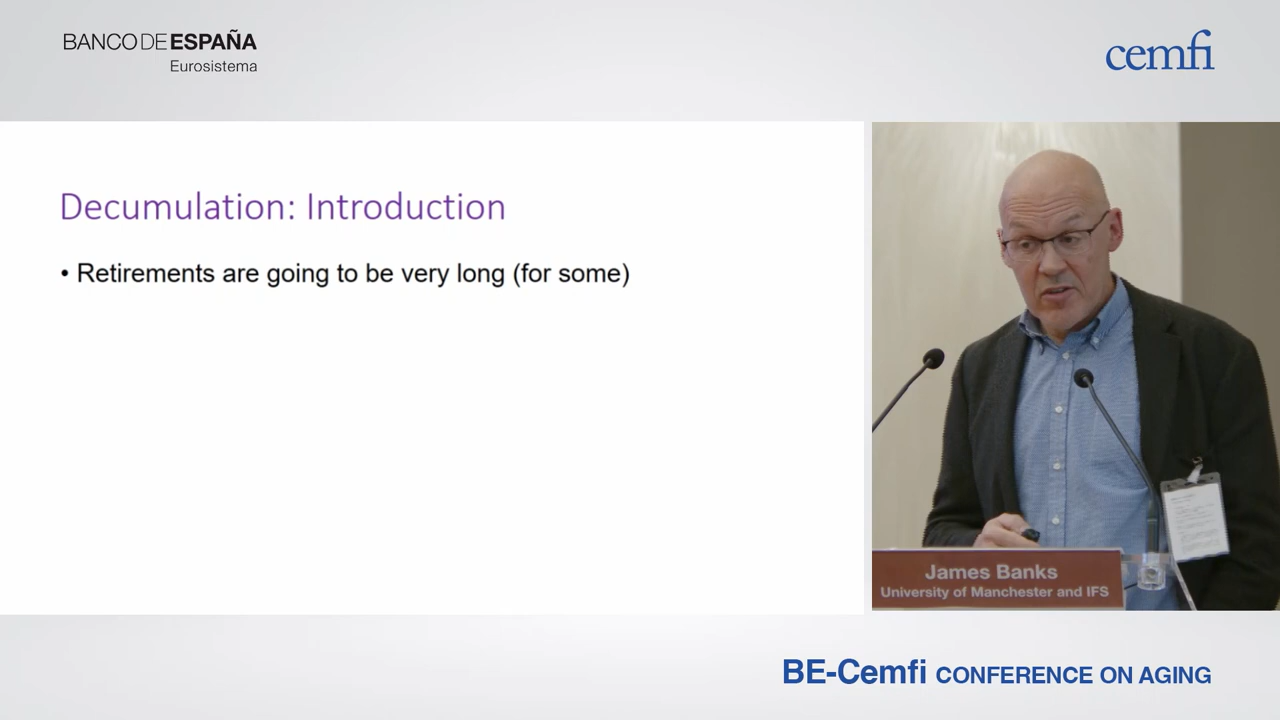 BANCO DE ESPAÑA
Eurosistema
cemfi
Decumulation: Introduction
• Retirements are going to be very long (for some)
James Banks
University of Manchester and IFS
BE-Cemfi CONFERENCE ON AGING